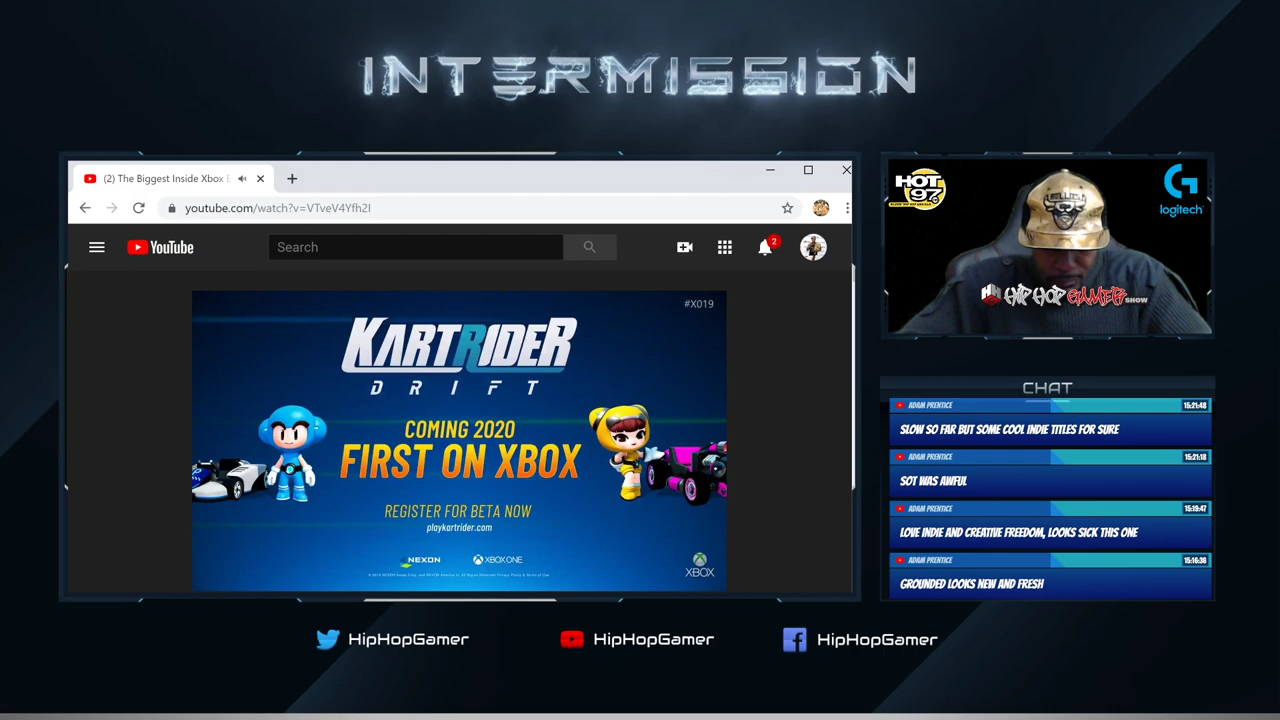 INTERMISSION
(2) The Biggest Inside Xbox E
youtube.com/watch?v=VTveV4Yfh2I
YouTube
Search
2
#X019
KARTRIDER
DRIFT
COMING 2020
FIRST ON XBOX
REGISTER FOR BETA NOW
playkartrider.com
NEXON
XBOX ONE
XBOX
HOT
97
logitech
HIP HOP GAMER SHOW
CHAT
ADAM PRENTICE
15:21:48
SLOW SO FAR BUT SOME COOL INDIE TITLES FOR SURE
ADAM PRENTICE
15:21:18
SOT WAS AWFUL
ADAM PRENTICE
15:19:47
LOVE INDIE AND CREATIVE FREEDOM, LOOKS SICK THIS ONE
ADAM PRENTICE
15:16:36
GROUNDED LOOKS NEW AND FRESH
HipHopGamer
HipHopGamer
HipHopGamer